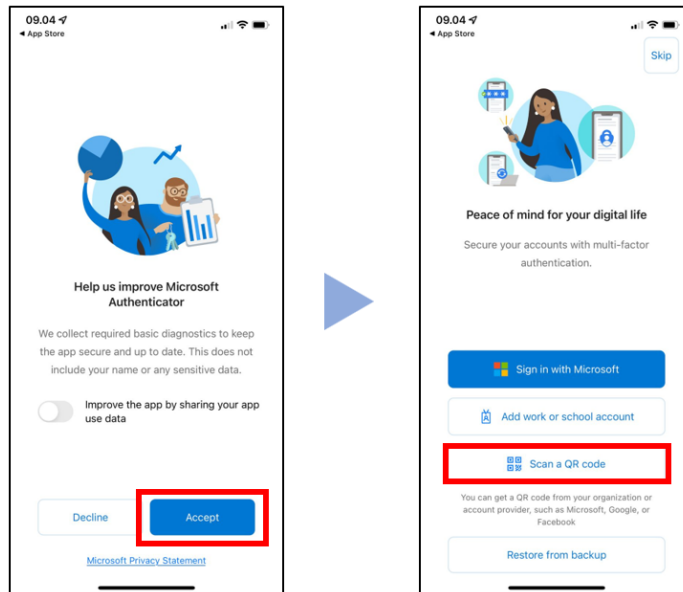 09.04
◀ App Store
Help us improve Microsoft
Authenticator
We collect required basic diagnostics to keep
the app secure and up to date. This does not
include your name or any sensitive data.
Improve the app by sharing your app
use data
Decline
Accept
Microsoft Privacy Statement
09.04
◀ App Store
Skip
Peace of mind for your digital life
Secure your accounts with multi-factor
authentication.
Sign in with Microsoft
Add work or school account
Scan a QR code
You can get a QR code from your organization or
account provider, such as Microsoft, Google, or
Facebook
Restore from backup